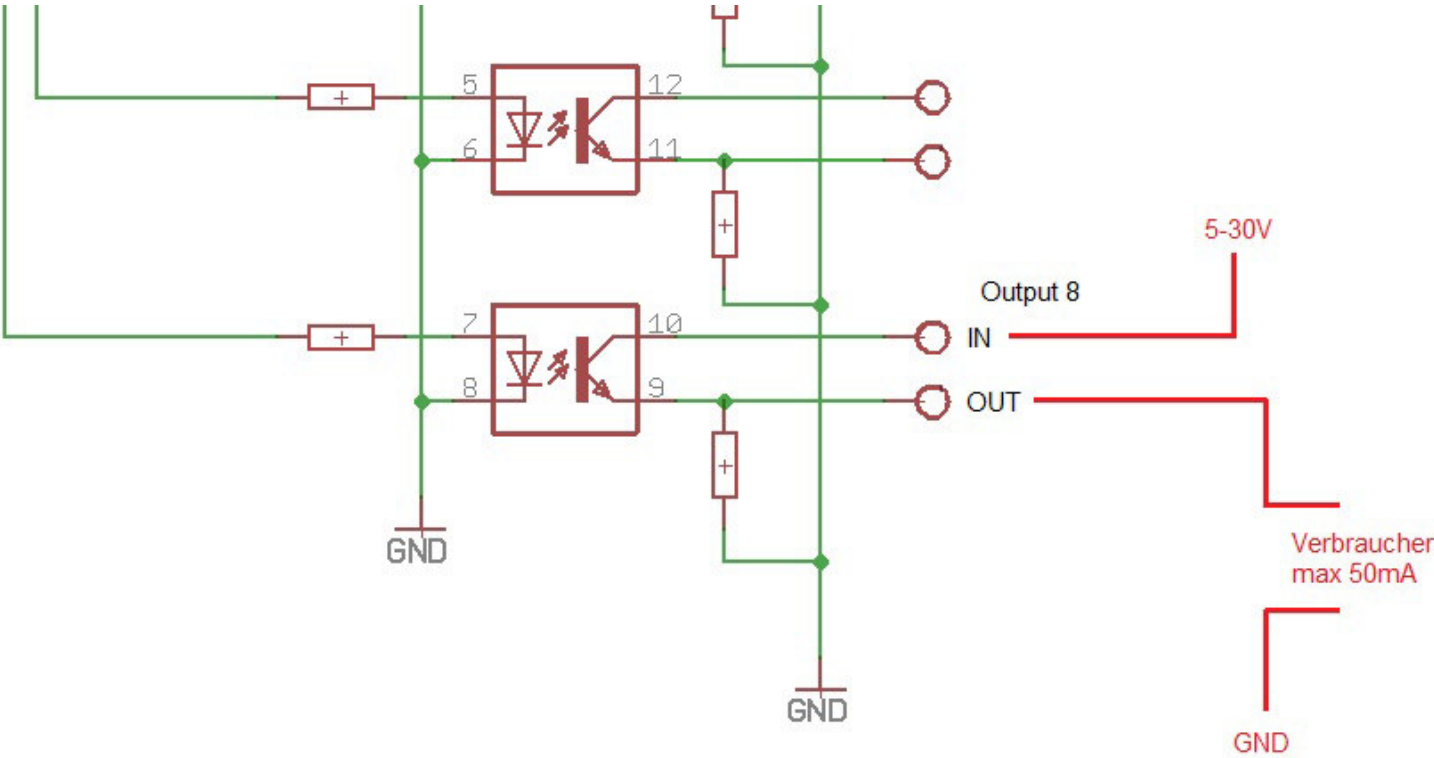 5
12
6
11
5-30V
Output 8
7
10
IN
8
9
OUT
GND
Verbraucher
max 50mA
GND
GND